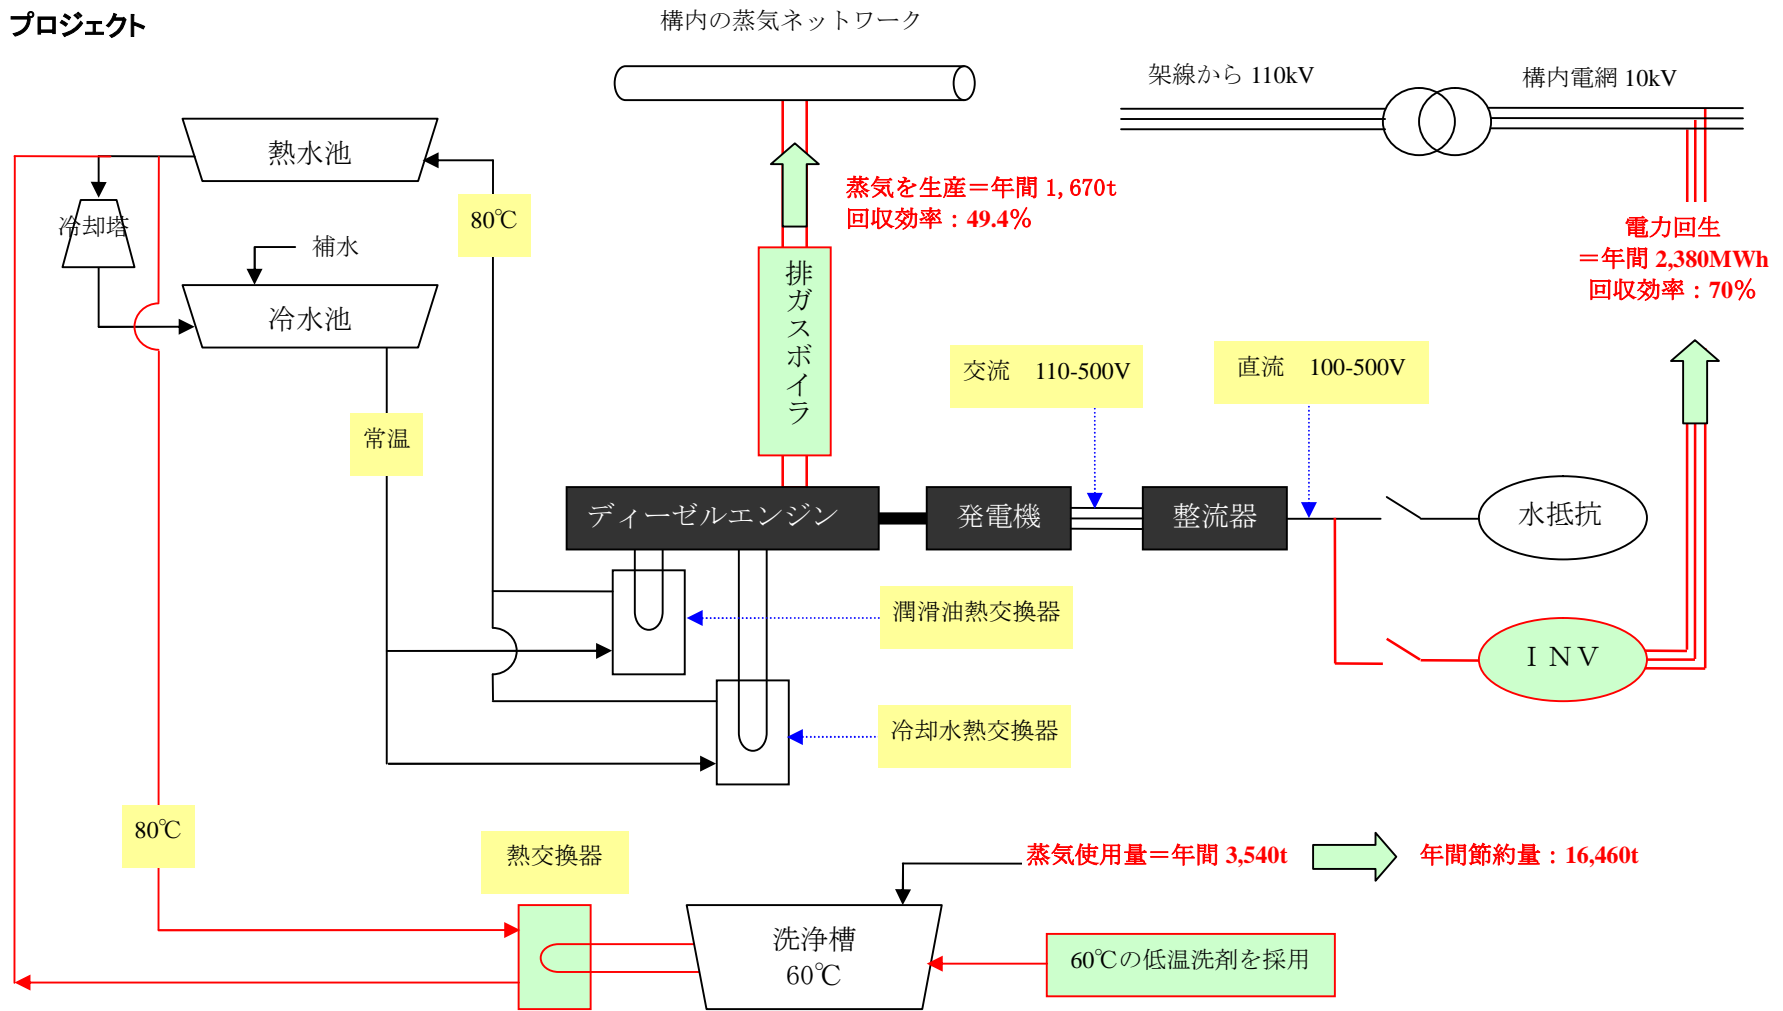 プロジェクト
構内の蒸気ネットワーク
架線から 110kV
構内電網 10kV
熱水池
80℃
蒸気を生産＝年間 1,670t
回収効率：49.4%
冷却塔
補水
冷水池
電力回生
＝年間 2,380MWh
回収効率：70%
排ガスボイラ
交流　110-500V
直流　100-500V
常温
ディーゼルエンジン
発電機
整流器
水抵抗
潤滑油熱交換器
ＩＮＶ
冷却水熱交換器
80℃
熱交換器
蒸気使用量＝年間 3,540t
年間節約量：16,460t
洗浄槽
60℃
60℃の低温洗剤を採用